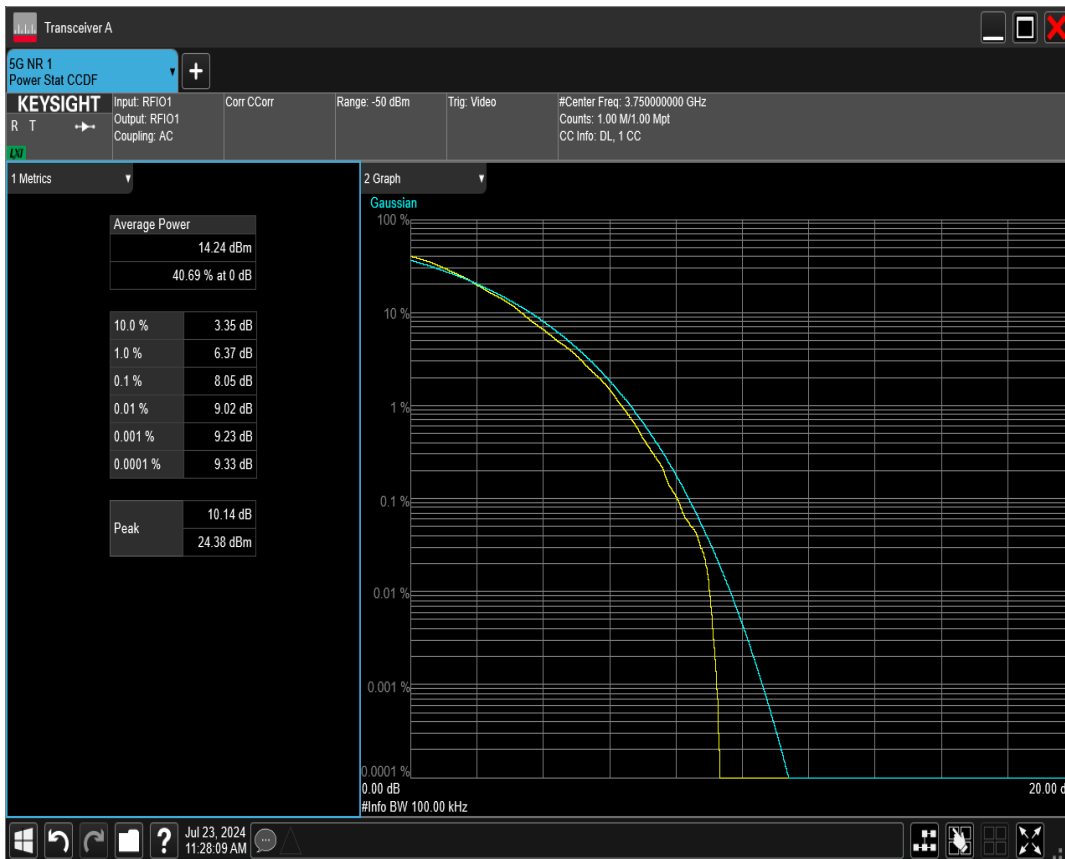 Transceiver A
5G NR 1
Power Stat CCDF
KEYSIGHT
R T
LXI
Input: RFIO1
Output: RFIO1
Coupling: AC
Corr CCorr
Range: -50 dBm
Trig: Video
#Center Freq: 3.750000000 GHz
Counts: 1.00 M/1.00 Mpt
CC Info: DL, 1 CC
1 Metrics
Average Power
14.24 dBm
40.69 % at 0 dB
10.0 % 3.35 dB
1.0 % 6.37 dB
0.1 % 8.05 dB
0.01 % 9.02 dB
0.001 % 9.23 dB
0.0001 % 9.33 dB
Peak
10.14 dB
24.38 dBm
2 Graph
Gaussian
100 %
10 %
1 %
0.1 %
0.01 %
0.001 %
0.0001 %
0.00 dB
20.00 d
#Info BW 100.00 kHz
?
Jul 23, 2024
11:28:09 AM